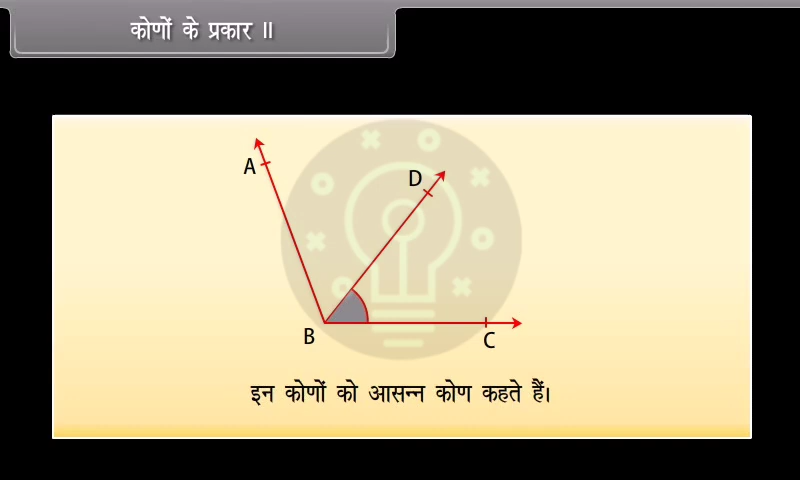 कोणों के प्रकार II
A
D
B
C
इन कोणों को आसन्न कोण कहते हैं।